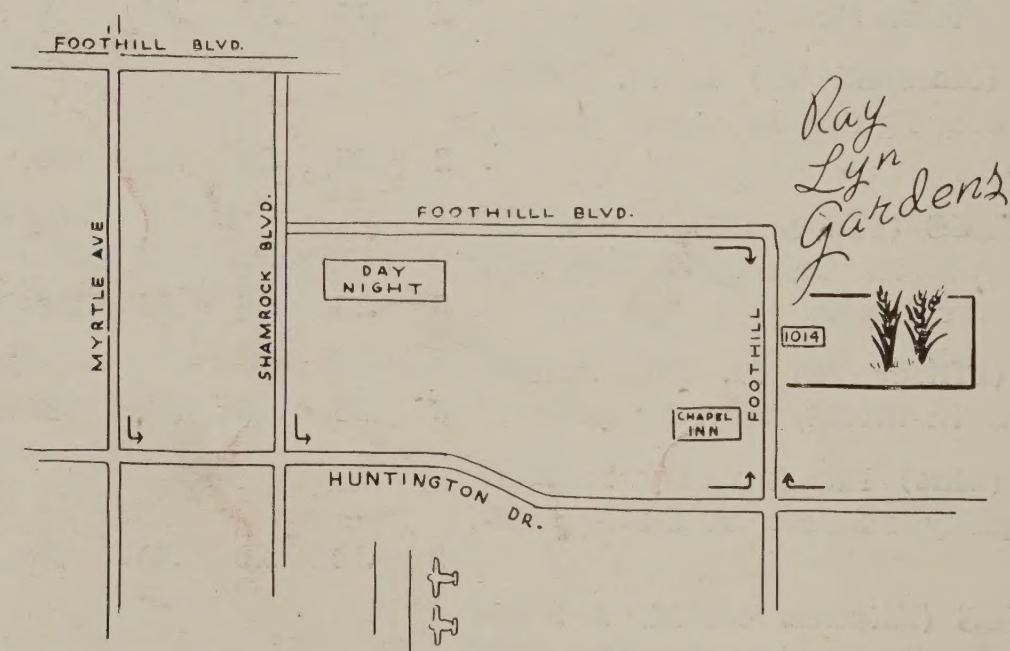 FOOTHILL BLVD.
Ray
Lyn
Gardens
MYRTLE AVE
SHAMROCK BLVD.
FOOTHILLL BLVD.
DAY
NIGHT
FOOTHILL
1014
CHAPEL
INN
HUNTINGTON
DR.